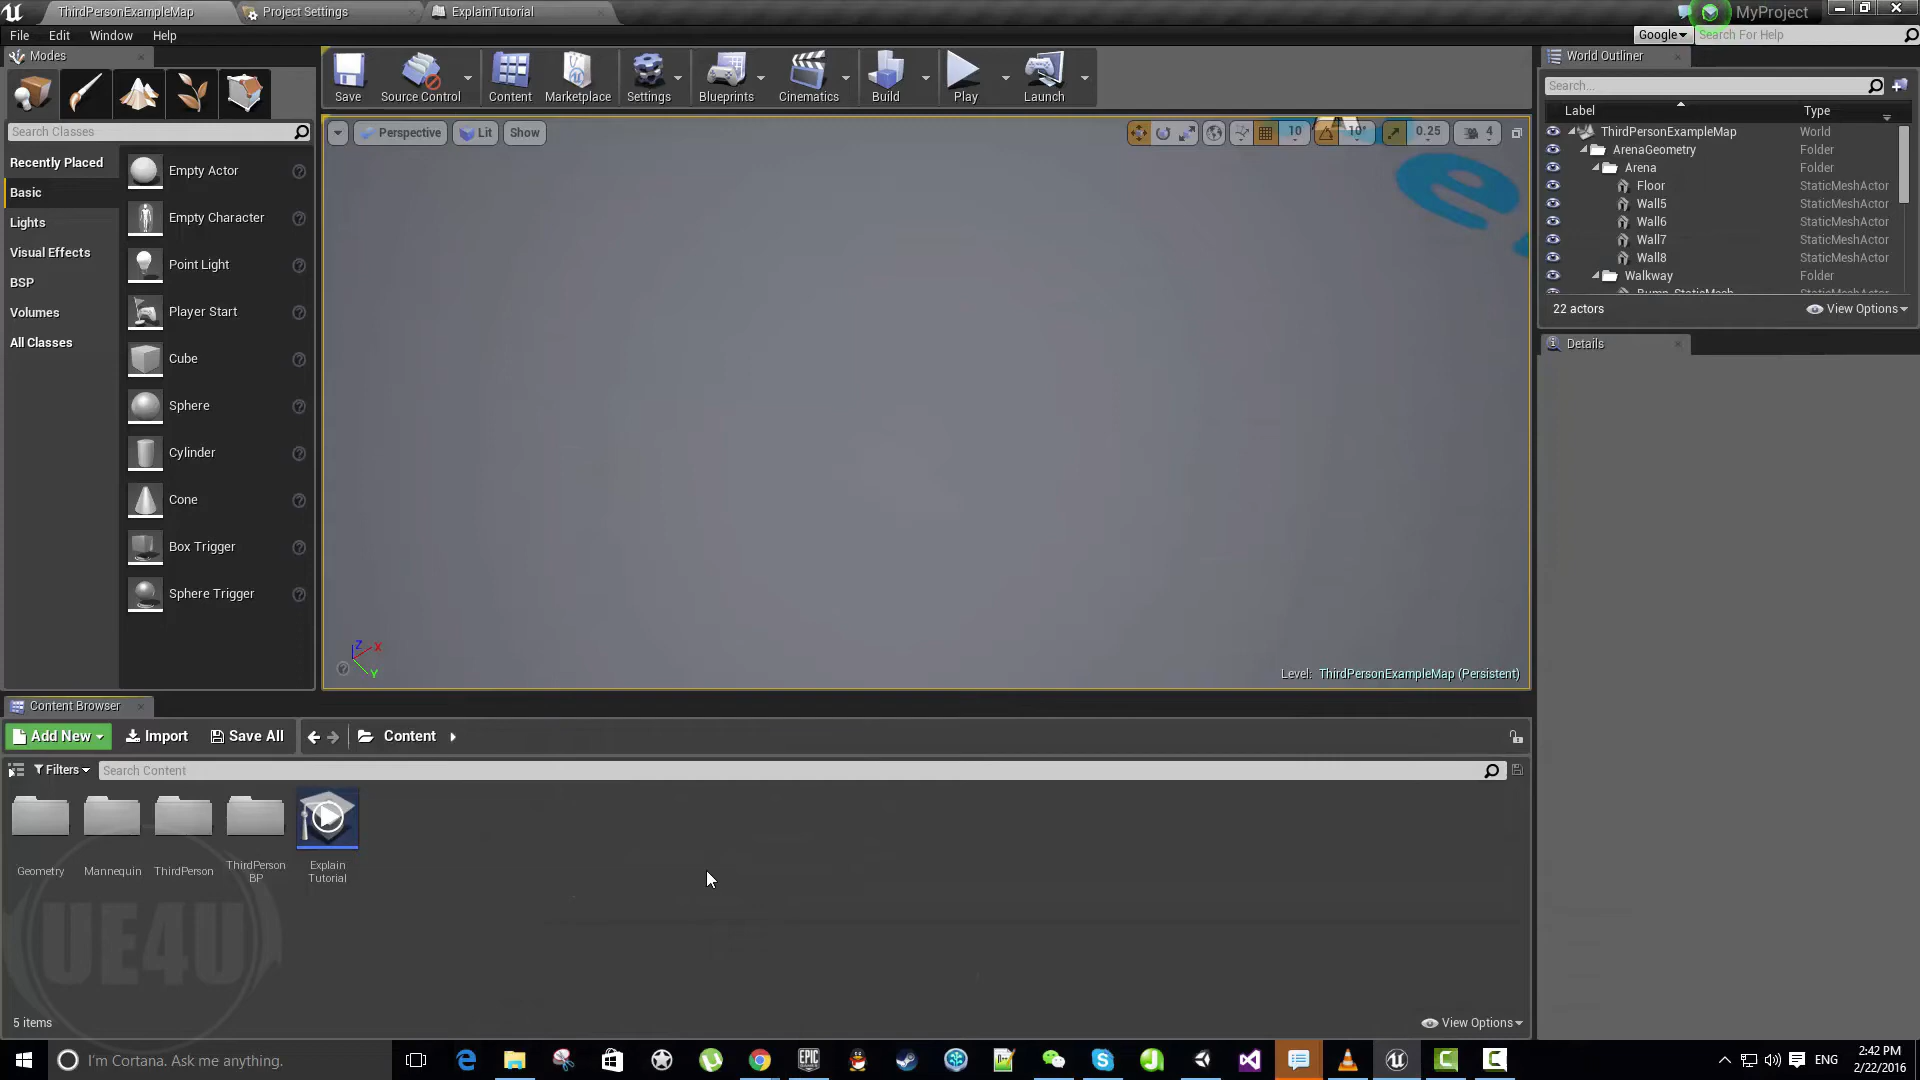 ThirdPersonExampleMap
Project Settings
ExplainTutorial
MyProject
File Edit Window Help
Google
Search For Help
Modes
Save
Source Control
Content
Marketplace
Settings
Blueprints
Cinematics
Build
Play
Launch
World Outliner
Search...
Label
Type
Search Classes
Recently Placed
Basic
Lights
Visual Effects
BSP
Volumes
All Classes
Empty Actor
Empty Character
Point Light
Player Start
Cube
Sphere
Cylinder
Cone
Box Trigger
Sphere Trigger
Perspective
Lit
Show
10
10°
0.25
4
Z X
Y
Level: ThirdPersonExampleMap (Persistent)
ThirdPersonExampleMap World
ArenaGeometry Folder
Arena Folder
Floor StaticMeshActor
Wall5 StaticMeshActor
Wall6 StaticMeshActor
Wall7 StaticMeshActor
Wall8 StaticMeshActor
Walkway Folder
22 actors
View Options
Details
Content Browser
Add New
Import
Save All
Content
Filters
Search Content
Geometry
Mannequin
ThirdPerson
ThirdPerson
BP
Explain
Tutorial
UE4U
5 items
View Options
I'm Cortana. Ask me anything.
EPIC
ENG
2:42 PM
2/22/2016